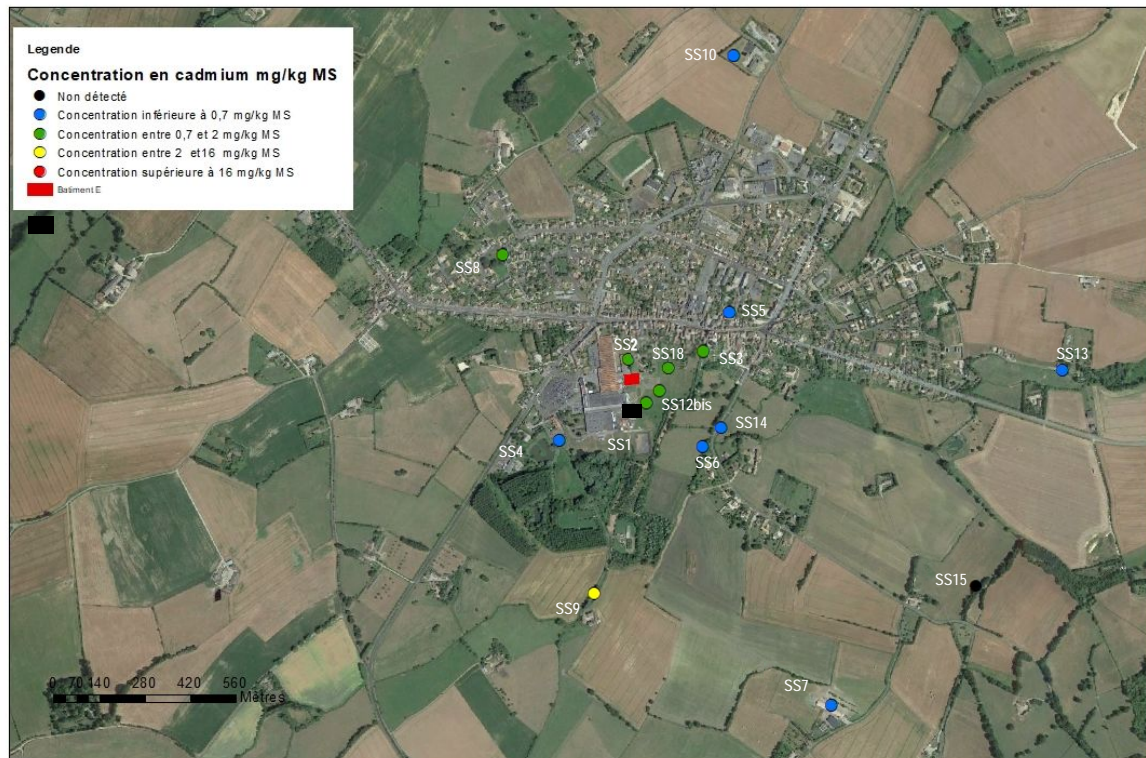 Legende
Concentration en cadmium mg/kg MS
Non détecté
Concentration inférieure à 0,7 mg/kg MS
Concentration entre 0,7 et 2 mg/kg MS
Concentration entre 2 et16 mg/kg MS
Concentration supérieure à 16 mg/kg MS
Batiment E
SS10
SS8
SS5
SS2
SS18
SS3
SS13
SS12bis
SS14
SS4
SS1
SS6
SS15
SS9
SS7
0 70 140 280 420 560
Mètres